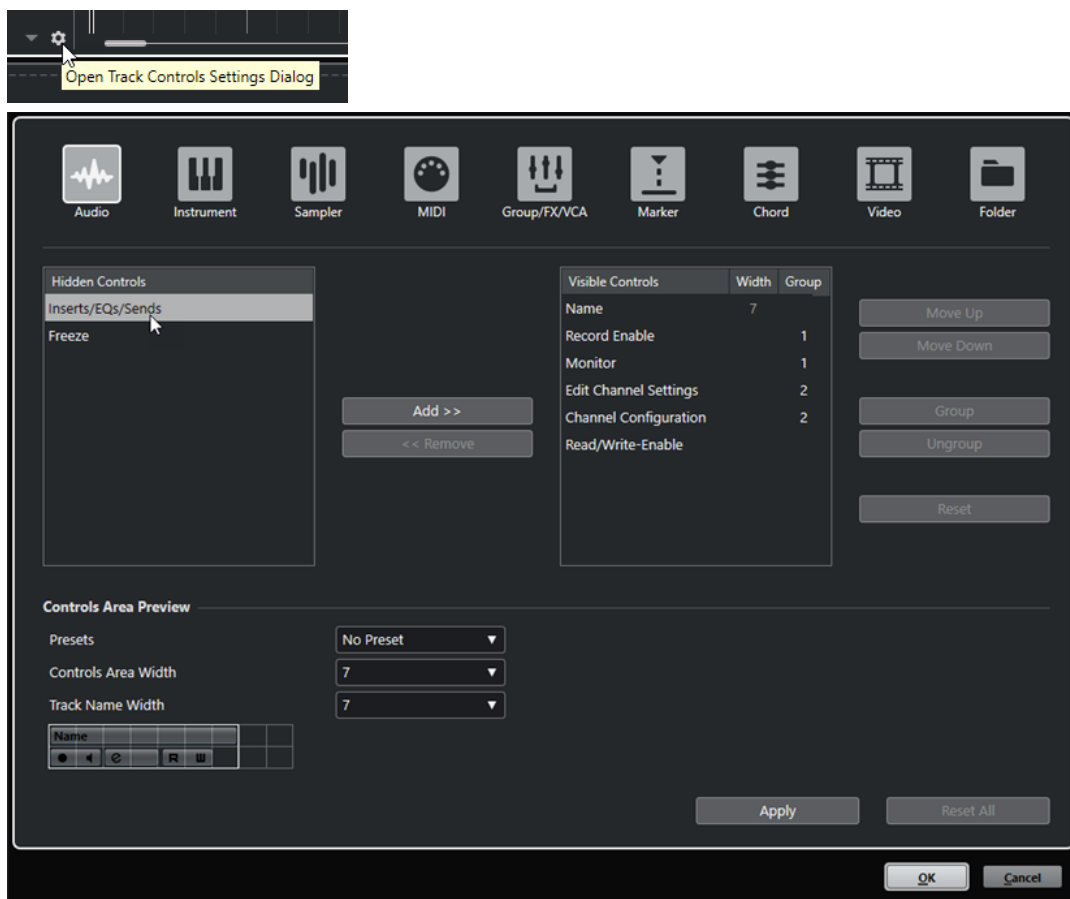 Open Track Controls Settings Dialog
Audio Instrument Sampler MIDI Group/FX/VCA Marker Chord Video Folder
Hidden Controls
Inserts/EQs/Sends
Freeze
Add >>
<< Remove
Visible Controls Width Group
Name 7
Record Enable 1
Monitor 1
Edit Channel Settings 2
Channel Configuration 2
Read/Write-Enable
Move Up
Move Down
Group
Ungroup
Reset
Controls Area Preview
Presets No Preset
Controls Area Width 7
Track Name Width 7
Name
e R W
Apply Reset All
OK Cancel